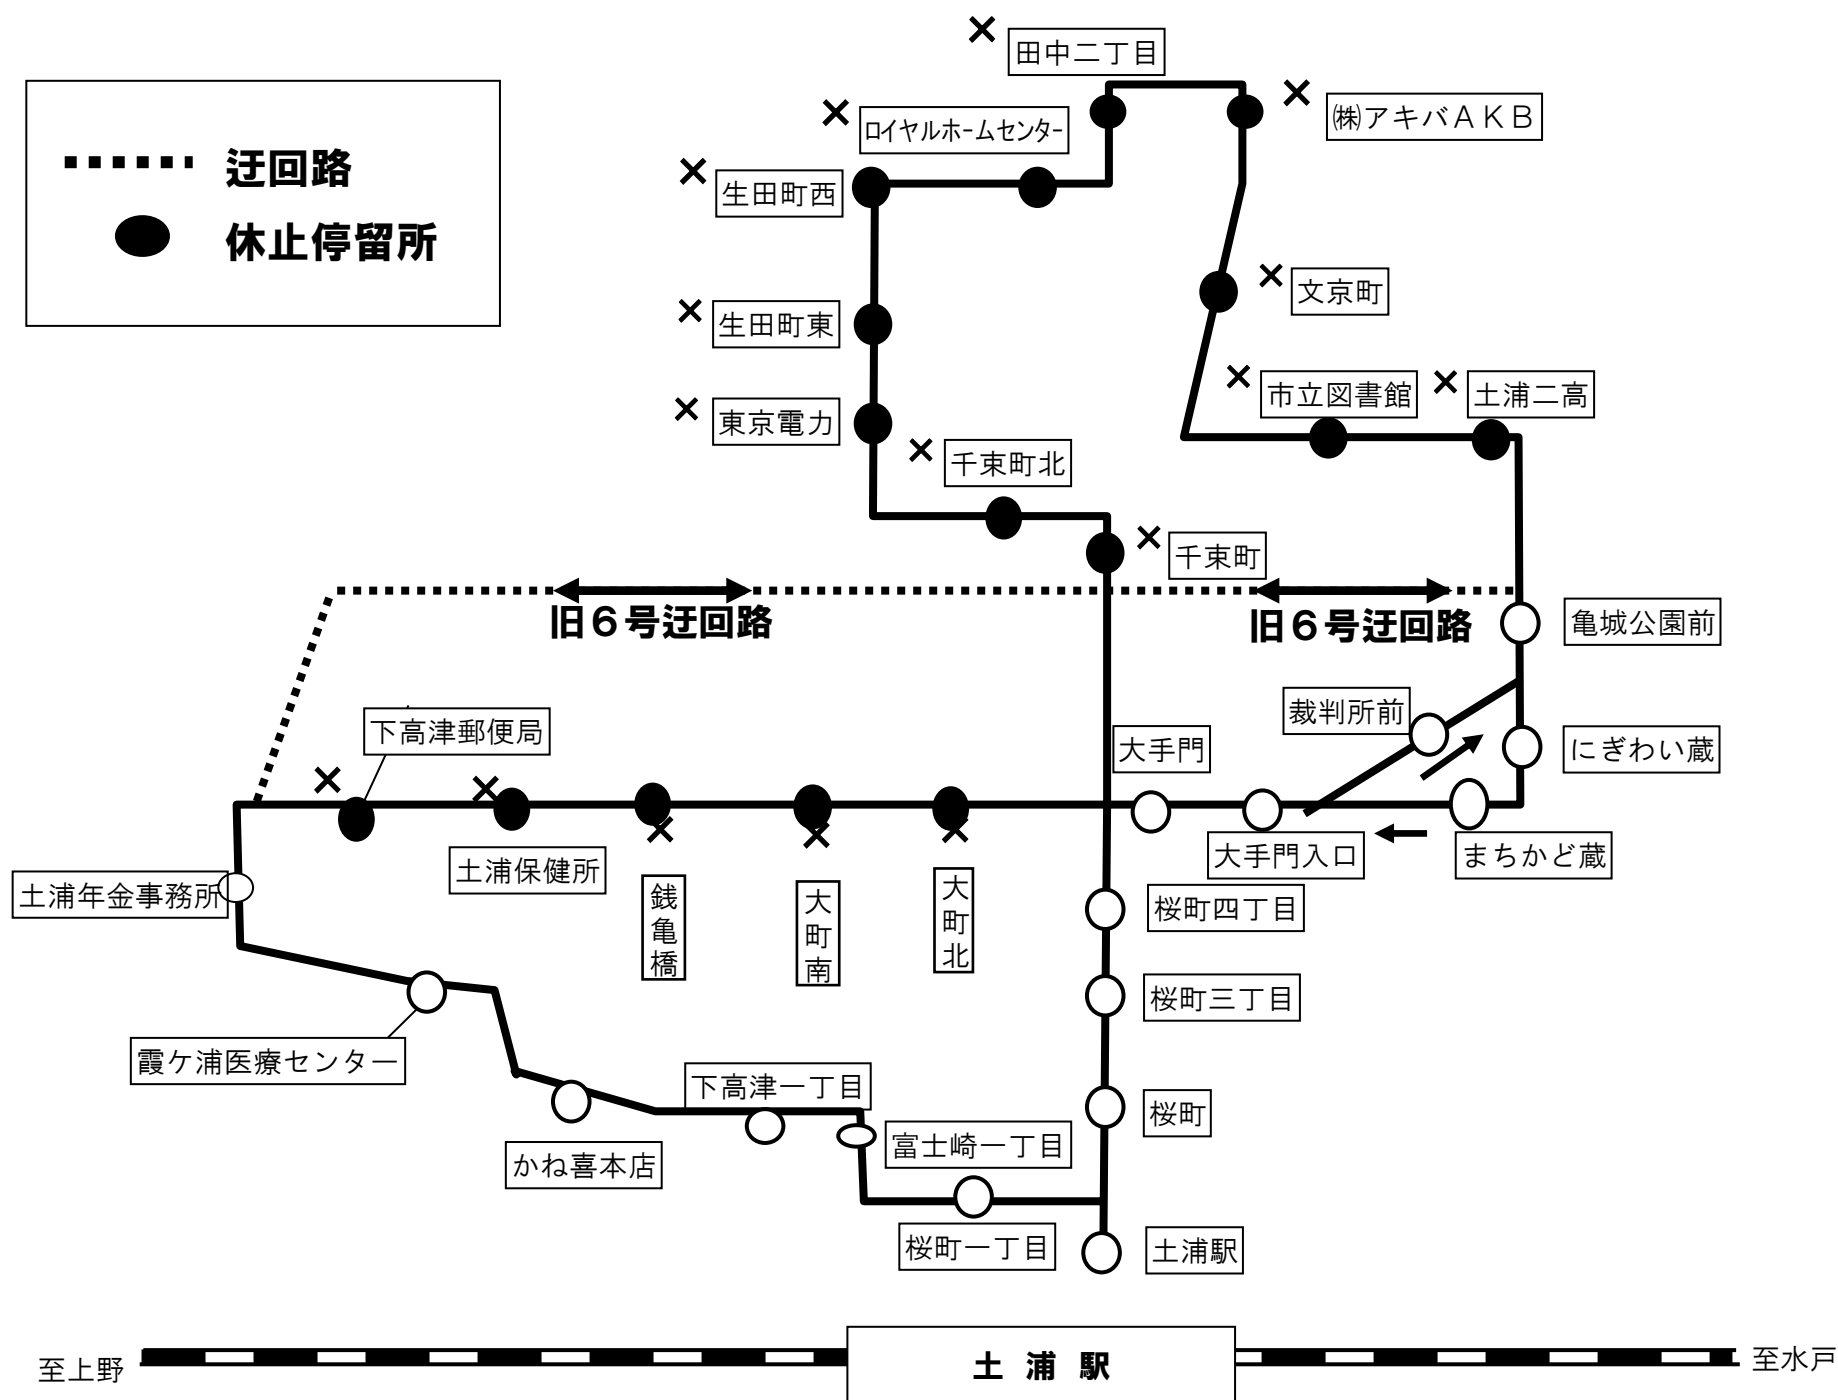 田中二丁目
迂回路
休止停留所
ロイヤルホームセンター
㈱アキバＡＫＢ
生田町西
文京町
生田町東
市立図書館
土浦二高
東京電力
千束町北
千束町
旧６号迂回路
旧６号迂回路
亀城公園前
裁判所前
下高津郵便局
大手門
にぎわい蔵
大手門入口
まちかど蔵
土浦保健所
土浦年金事務所
銭亀橋
大町南
大町北
桜町四丁目
桜町三丁目
霞ケ浦医療センター
下高津一丁目
桜町
富士崎一丁目
かね喜本店
桜町一丁目
土浦駅
至上野
土 浦 駅
至水戸